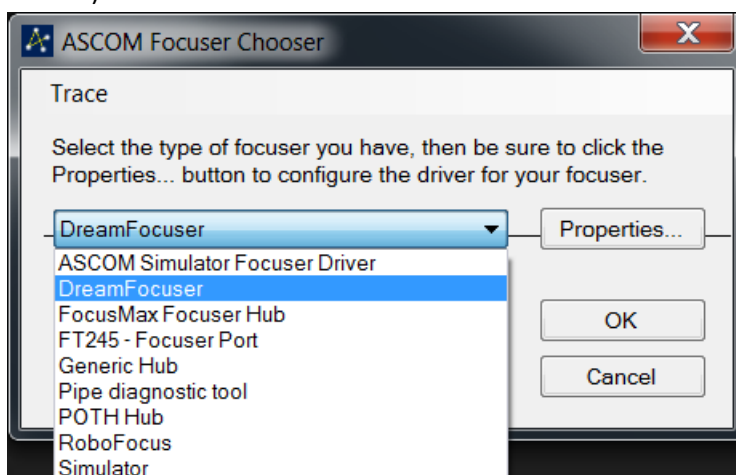 ASCOM Focuser Chooser
Trace
Select the type of focuser you have, then be sure to click the
Properties... button to configure the driver for your focuser.
DreamFocuser
Properties...
ASCOM Simulator Focuser Driver
DreamFocuser
FocusMax Focuser Hub
FT245 - Focuser Port
Generic Hub
Pipe diagnostic tool
POTH Hub
RoboFocus
Simulator
OK
Cancel